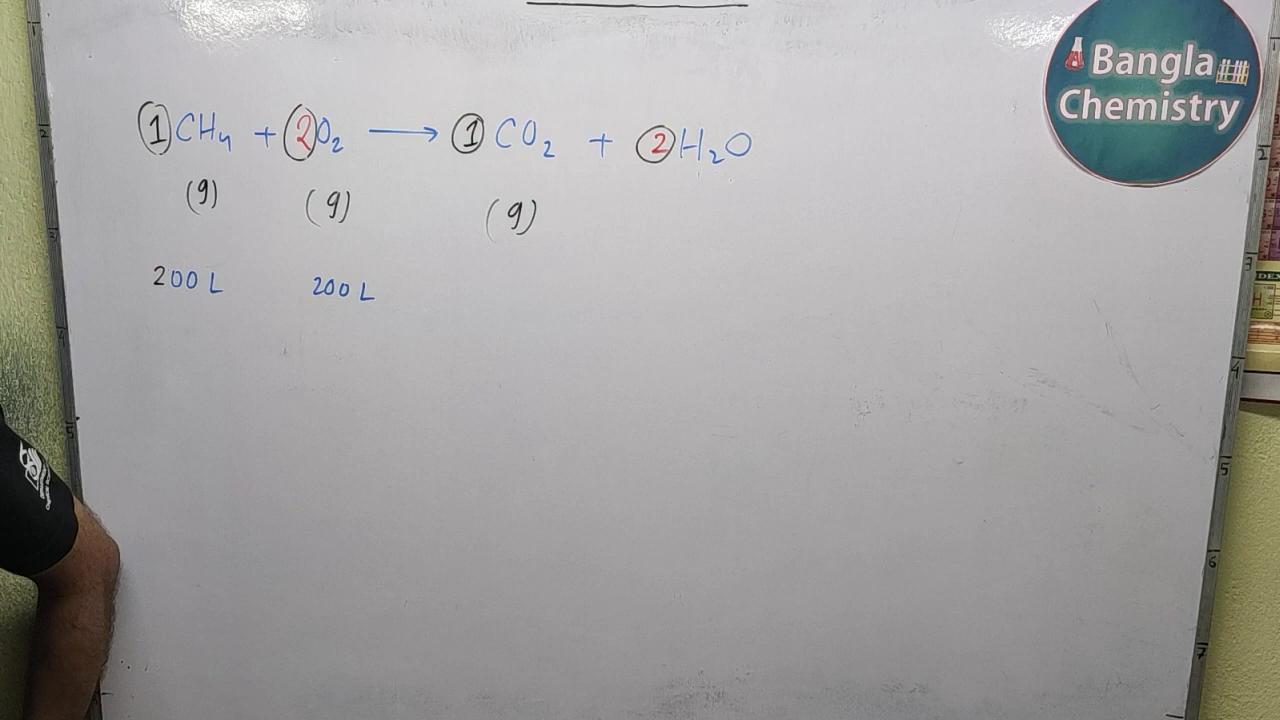 Bangla
Chemistry
1 CH4 + 2 O2 → 1 CO2 + 2 H2O
(g) (g) (g)
200 L 200 L